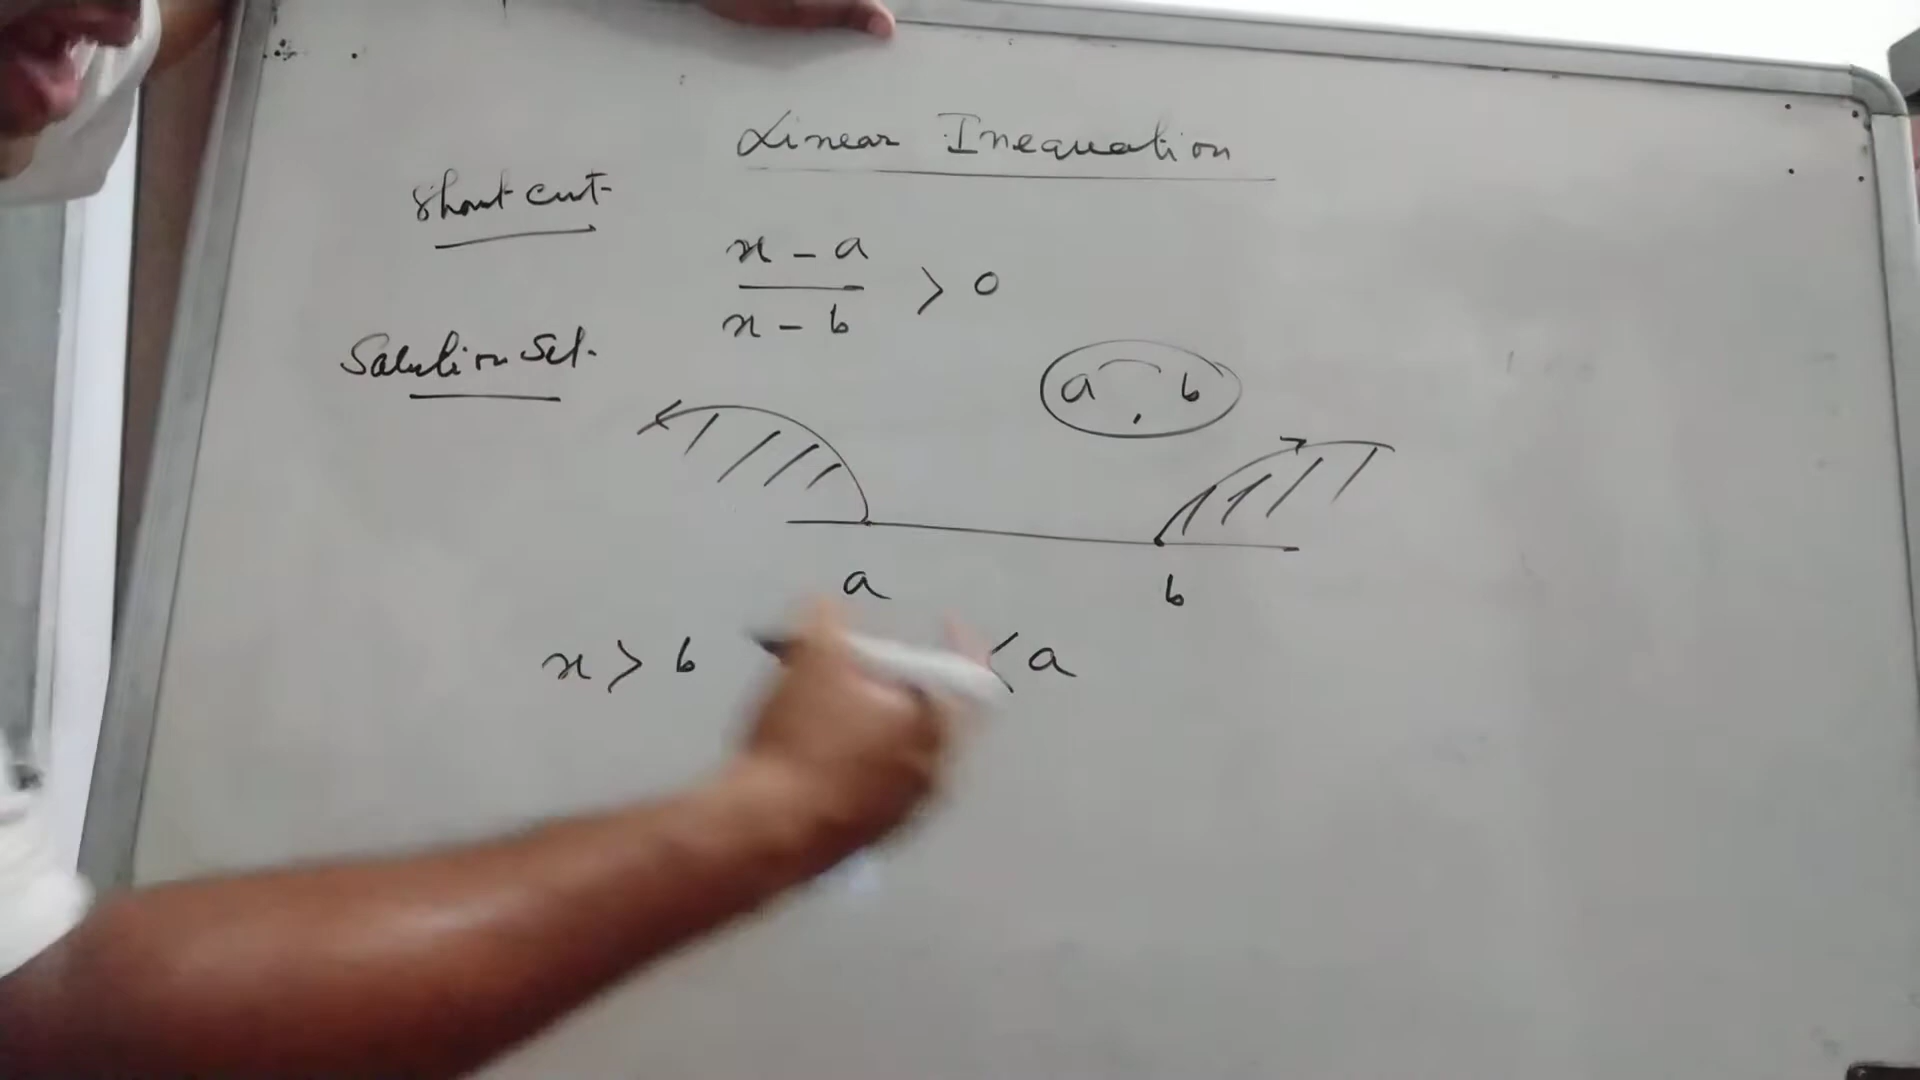 Linear Inequation
Short cut-
x - a
x - b
> 0
Solution Set.
a , b
a b
x > b < a